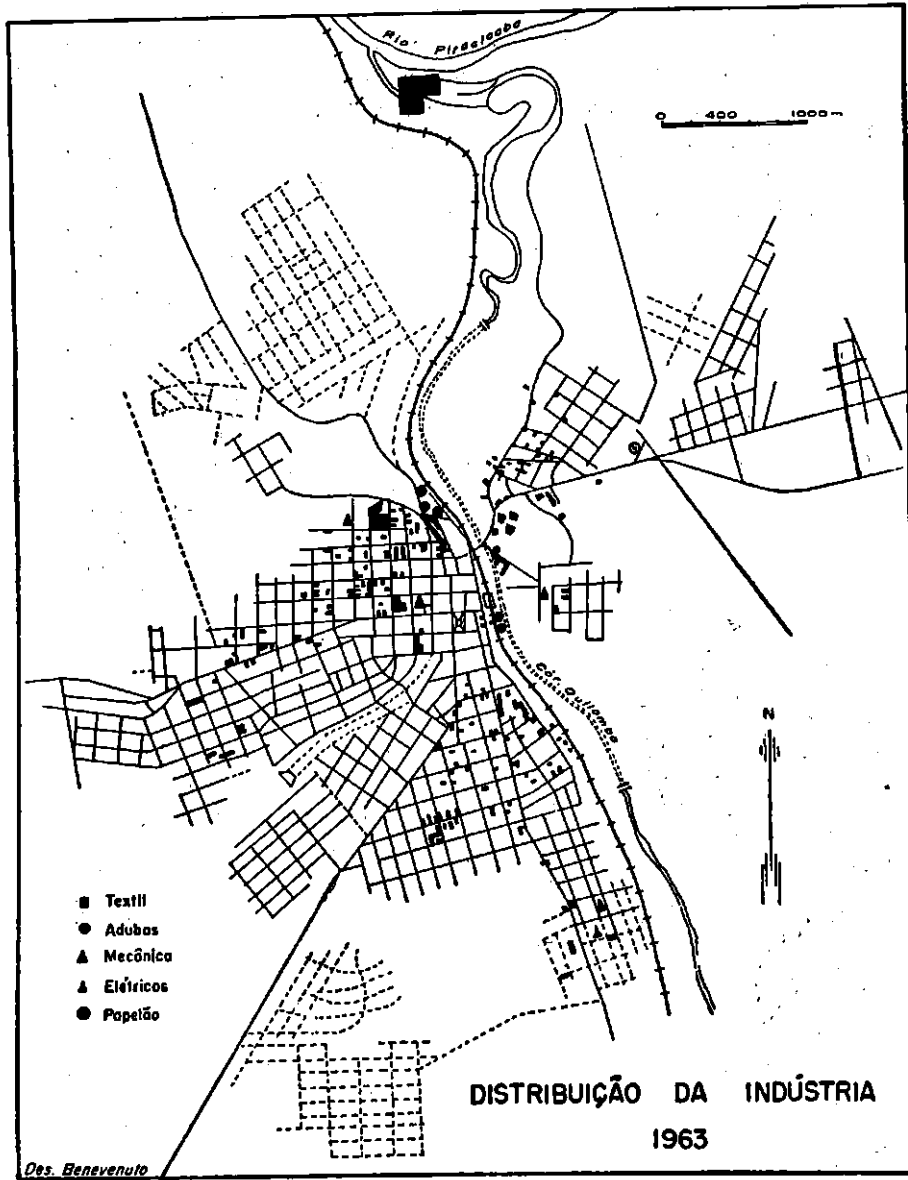 Rio Piracicaba
0 400 1000m
Cór. Quilombo
N
Textil
Adubos
Mecânica
Elétricos
Papelão
DISTRIBUIÇÃO DA INDÚSTRIA
1963
Des. Benevenuto